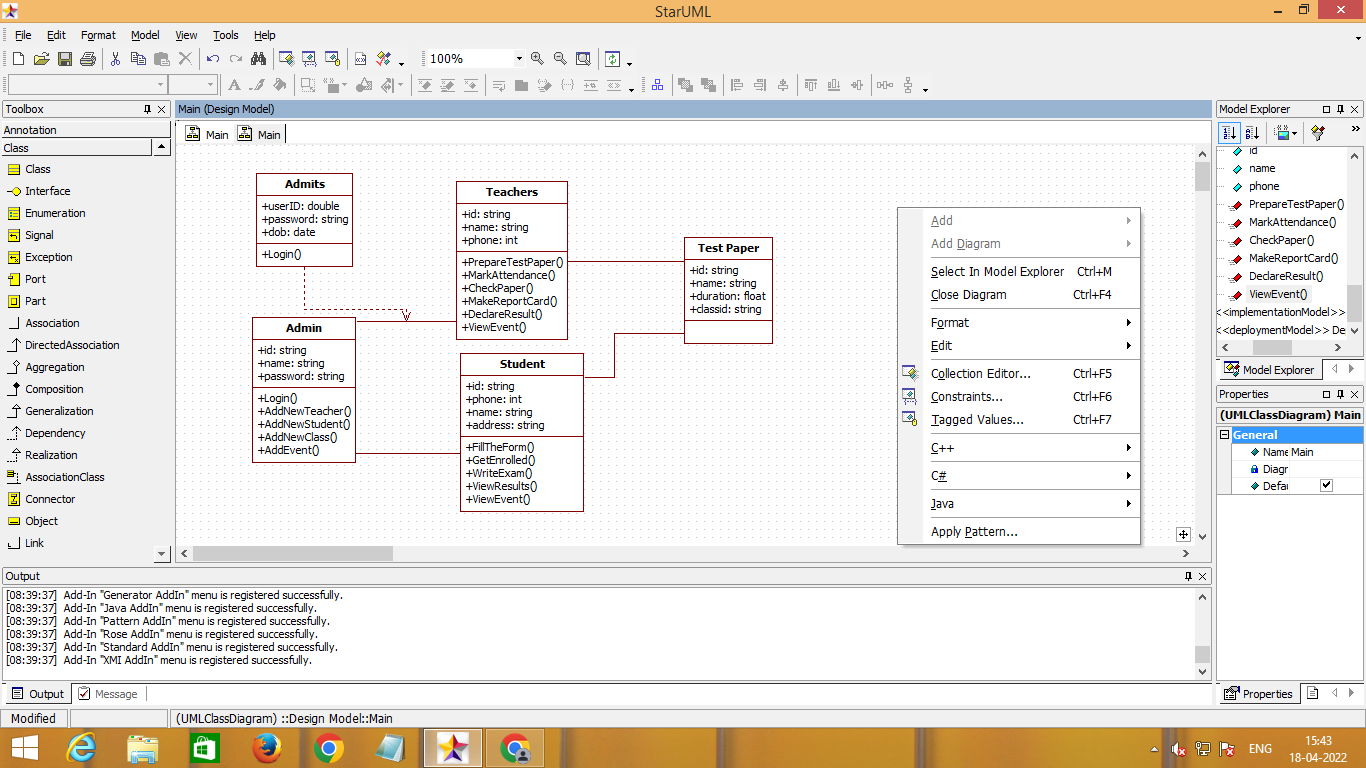 StarUML
File Edit Format Model View Tools Help
100%
Toolbox
Annotation
Class
Class
Interface
Enumeration
Signal
Exception
Port
Part
Association
DirectedAssociation
Aggregation
Composition
Generalization
Dependency
Realization
AssociationClass
Connector
Object
Link
Main (Design Model)
Main Main
Admits
+userID: double
+password: string
+dob: date
+Login()
Teachers
+id: string
+name: string
+phone: int
+PrepareTestPaper()
+MarkAttendance()
+CheckPaper()
+MakeReportCard()
+DeclareResult()
+ViewEvent()
Test Paper
+id: string
+name: string
+duration: float
+classid: string
Admin
+id: string
+name: string
+password: string
+Login()
+AddNewTeacher()
+AddNewStudent()
+AddNewClass()
+AddEvent()
Student
+id: string
+phone: int
+name: string
+address: string
+FillTheForm()
+GetEnrolled()
+WriteExam()
+ViewResults()
+ViewEvent()
Add
Add Diagram
Select In Model Explorer Ctrl+M
Close Diagram Ctrl+F4
Format
Edit
Collection Editor... Ctrl+F5
Constraints... Ctrl+F6
Tagged Values... Ctrl+F7
C++
C#
Java
Apply Pattern...
Model Explorer
id
name
phone
PrepareTestPaper()
MarkAttendance()
CheckPaper()
MakeReportCard()
DeclareResult()
ViewEvent()
<<implementationModel>>
<<deploymentModel>> De
Model Explorer
Properties
(UMLClassDiagram) Main
General
Name Main
Diagr
Defau
Properties
Output
[08:39:37] Add-In "Generator AddIn" menu is registered successfully.
[08:39:37] Add-In "Java AddIn" menu is registered successfully.
[08:39:37] Add-In "Pattern AddIn" menu is registered successfully.
[08:39:37] Add-In "Rose AddIn" menu is registered successfully.
[08:39:37] Add-In "Standard AddIn" menu is registered successfully.
[08:39:37] Add-In "XMI AddIn" menu is registered successfully.
Output Message
Modified (UMLClassDiagram) ::Design Model::Main
ENG
15:43
18-04-2022